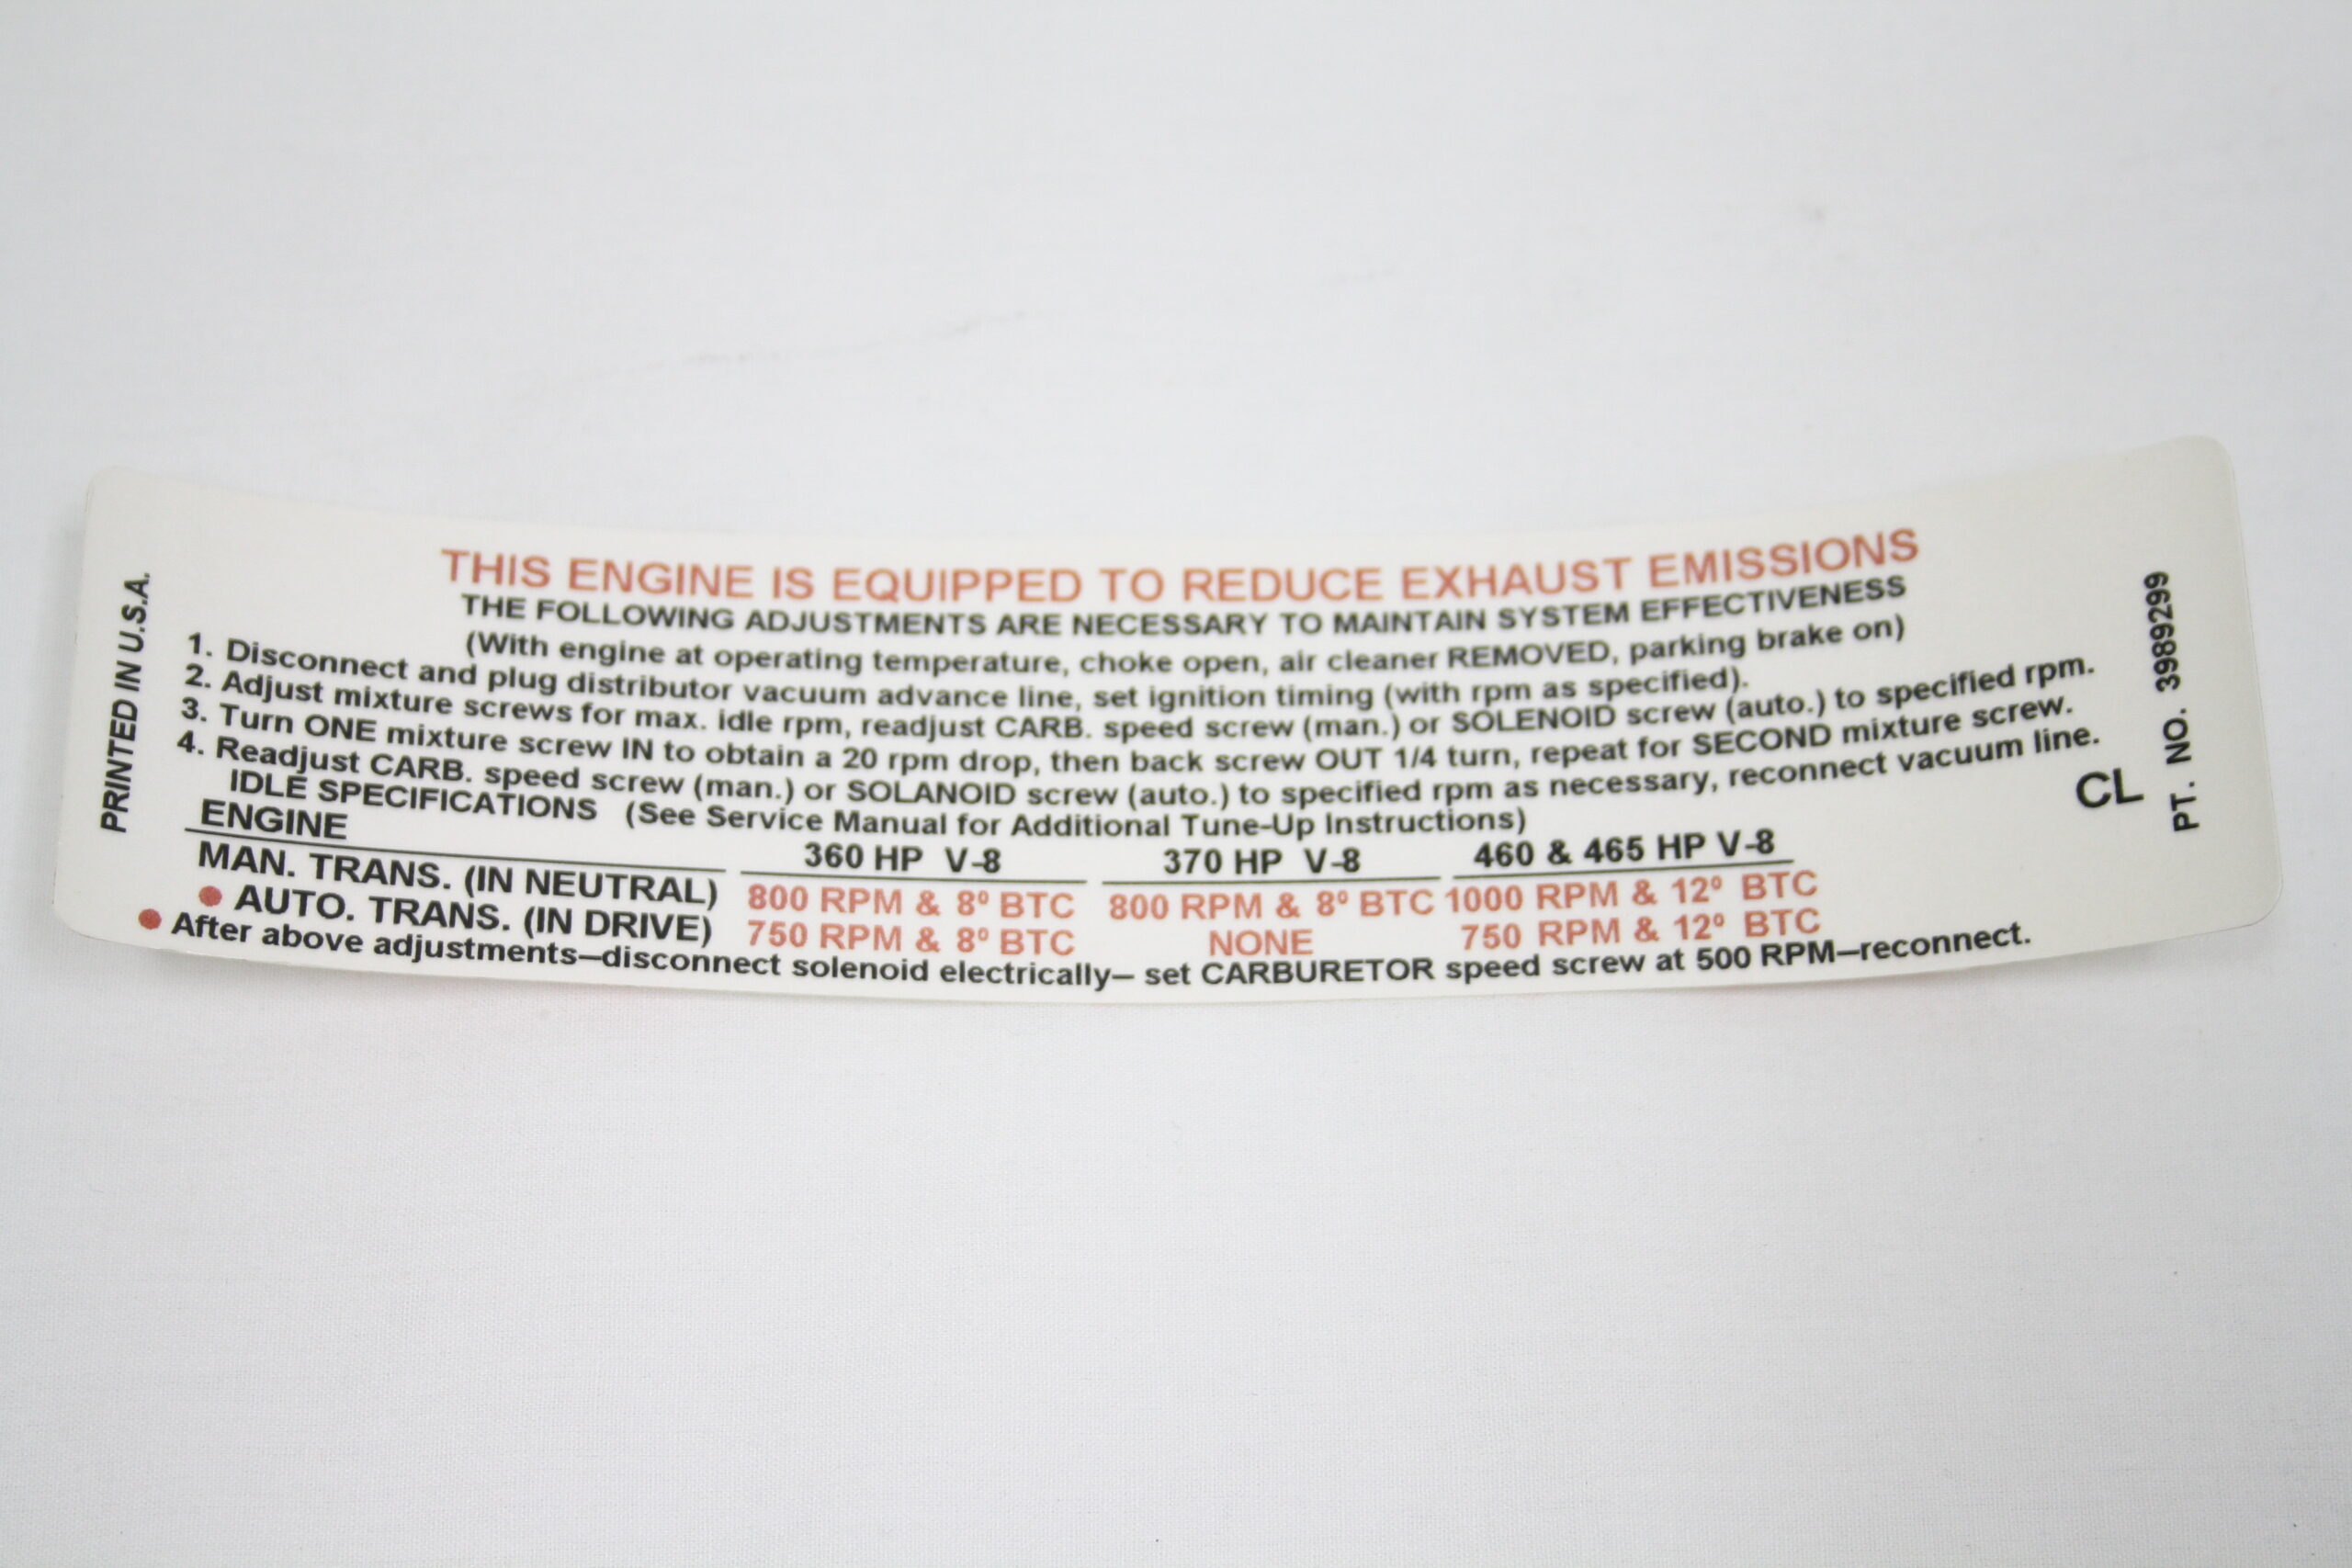 PRINTED IN U.S.A.
THIS ENGINE IS EQUIPPED TO REDUCE EXHAUST EMISSIONS
THE FOLLOWING ADJUSTMENTS ARE NECESSARY TO MAINTAIN SYSTEM EFFECTIVENESS
(With engine at operating temperature, choke open, air cleaner REMOVED, parking brake on)
1. Disconnect and plug distributor vacuum advance line, set ignition timing (with rpm as specified).
2. Adjust mixture screws for max. idle rpm, readjust CARB. speed screw (man.) or SOLENOID screw (auto.) to specified rpm.
3. Turn ONE mixture screw IN to obtain a 20 rpm drop, then back screw OUT 1/4 turn, repeat for SECOND mixture screw.
4. Readjust CARB. speed screw (man.) or SOLANOID screw (auto.) to specified rpm as necessary, reconnect vacuum line.
IDLE SPECIFICATIONS (See Service Manual for Additional Tune-Up Instructions)
ENGINE 360 HP V-8 370 HP V-8 460 & 465 HP V-8
MAN. TRANS. (IN NEUTRAL) 800 RPM & 8º BTC 800 RPM & 8º BTC 1000 RPM & 12º BTC
● AUTO. TRANS. (IN DRIVE) 750 RPM & 8º BTC NONE 750 RPM & 12º BTC
● After above adjustments—disconnect solenoid electrically— set CARBURETOR speed screw at 500 RPM—reconnect.
CL
PT. NO. 3989299